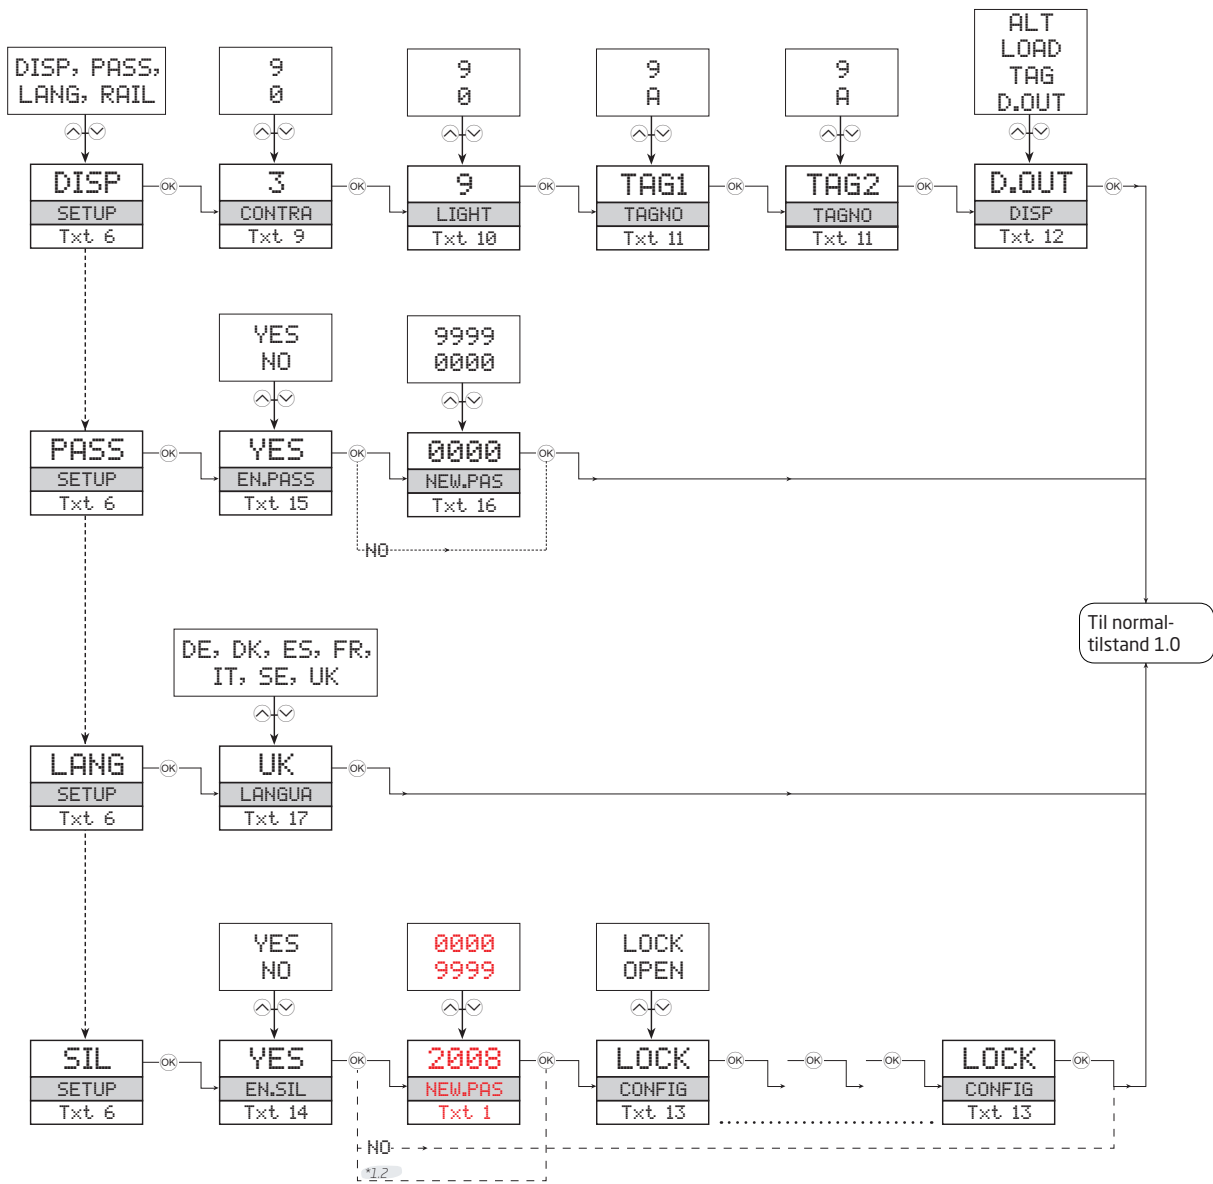 DISP, PASS,
LANG, RAIL
9
0
9
0
9
A
9
A
ALT
LOAD
TAG
D.OUT
DISP
SETUP
Txt 6
OK
3
CONTRA
Txt 9
OK
9
LIGHT
Txt 10
OK
TAG1
TAGNO
Txt 11
OK
TAG2
TAGNO
Txt 11
OK
D.OUT
DISP
Txt 12
OK
YES
NO
9999
0000
PASS
SETUP
Txt 6
OK
YES
EN.PASS
Txt 15
OK
0000
NEW.PAS
Txt 16
OK
NO
Til normal-
tilstand 1.0
DE, DK, ES, FR,
IT, SE, UK
LANG
SETUP
Txt 6
OK
UK
LANGUA
Txt 17
OK
YES
NO
0000
9999
LOCK
OPEN
SIL
SETUP
Txt 6
OK
YES
EN.SIL
Txt 14
OK
2008
NEW.PAS
Txt 1
OK
LOCK
CONFIG
Txt 13
OK
OK
OK
LOCK
CONFIG
Txt 13
OK
NO
*1.2